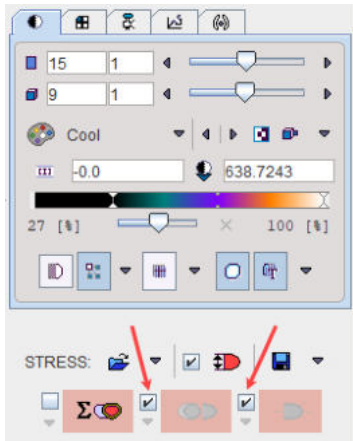 15 1
9 1
Cool
-0.0 638.7243
27 [%] 100 [%]
STRESS:
Σ